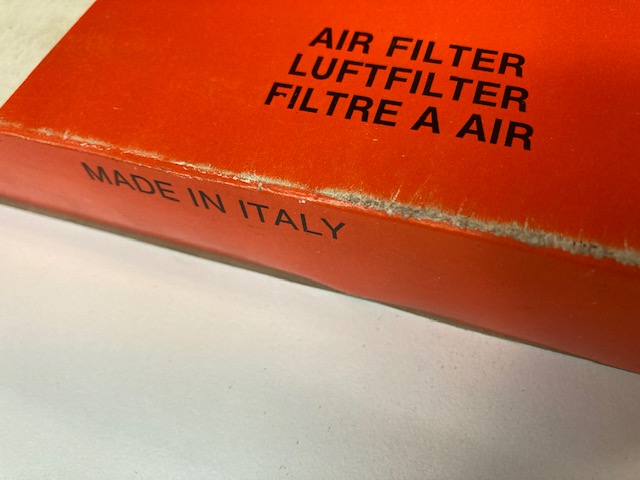 AIR FILTER
LUFTFILTER
FILTRE A AIR
MADE IN ITALY